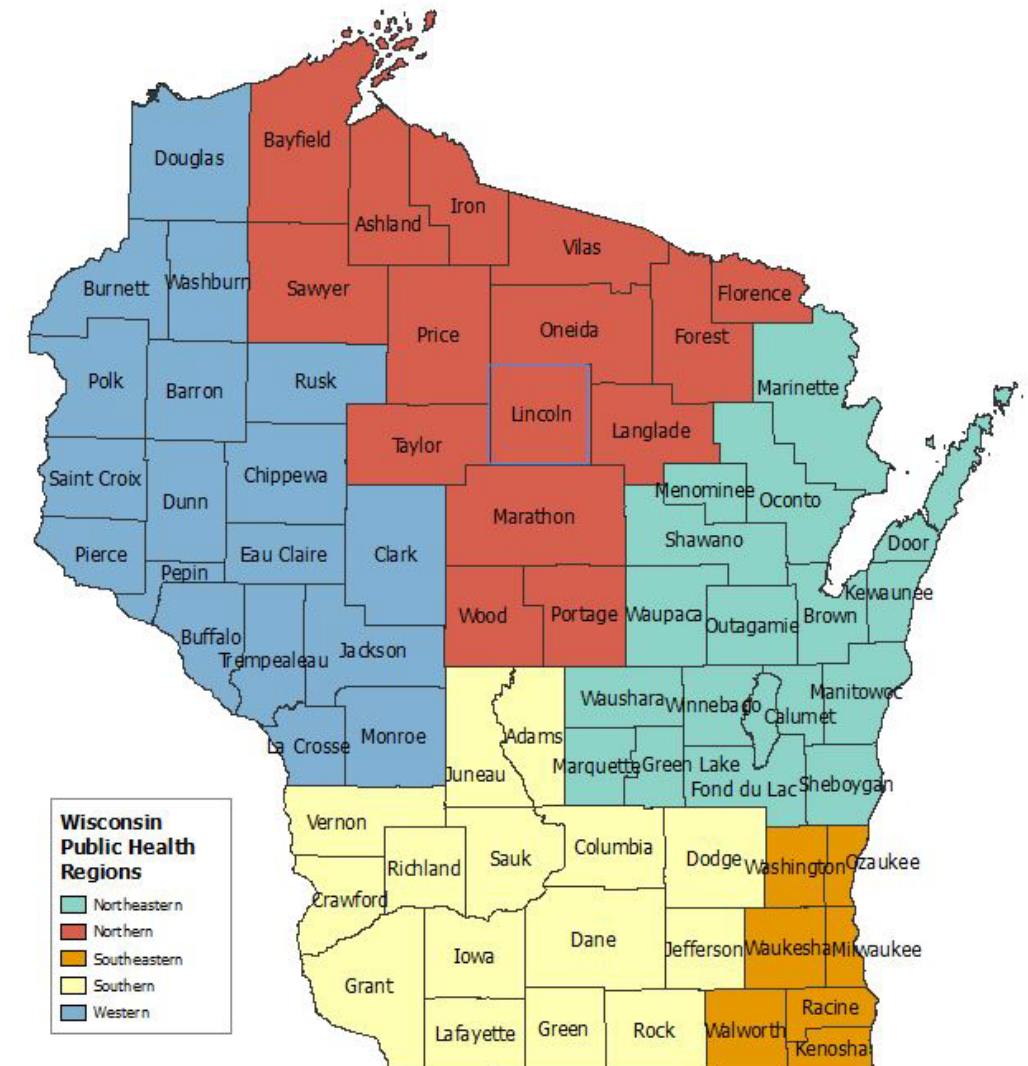 Bayfield
Douglas
Iron
Ashland
Vilas
Burnett
Washburn
Sawyer
Florence
Price
Oneida
Forest
Polk
Barron
Rusk
Marinette
Lincoln
Taylor
Langlade
Saint Croix
Dunn
Chippewa
Menominee
Oconto
Marathon
Pierce
Eau Claire
Clark
Shawano
Door
Pepin
Kewaunee
Wood
Portage
Waupaca
Outagamie
Brown
Buffalo
Trempealeau
Jackson
Waushara
Winnebago
Manitowoc
Calumet
La Crosse
Monroe
Adams
Juneau
Marquette
Green Lake
Fond du Lac
Sheboygan
Vernon
Richland
Sauk
Columbia
Dodge
Washington
Ozaukee
Crawford
Iowa
Dane
Jefferson
Waukesha
Milwaukee
Grant
Lafayette
Green
Rock
Walworth
Racine
Kenosha
Wisconsin
Public Health
Regions
Northeastern
Northern
Southeastern
Southern
Western